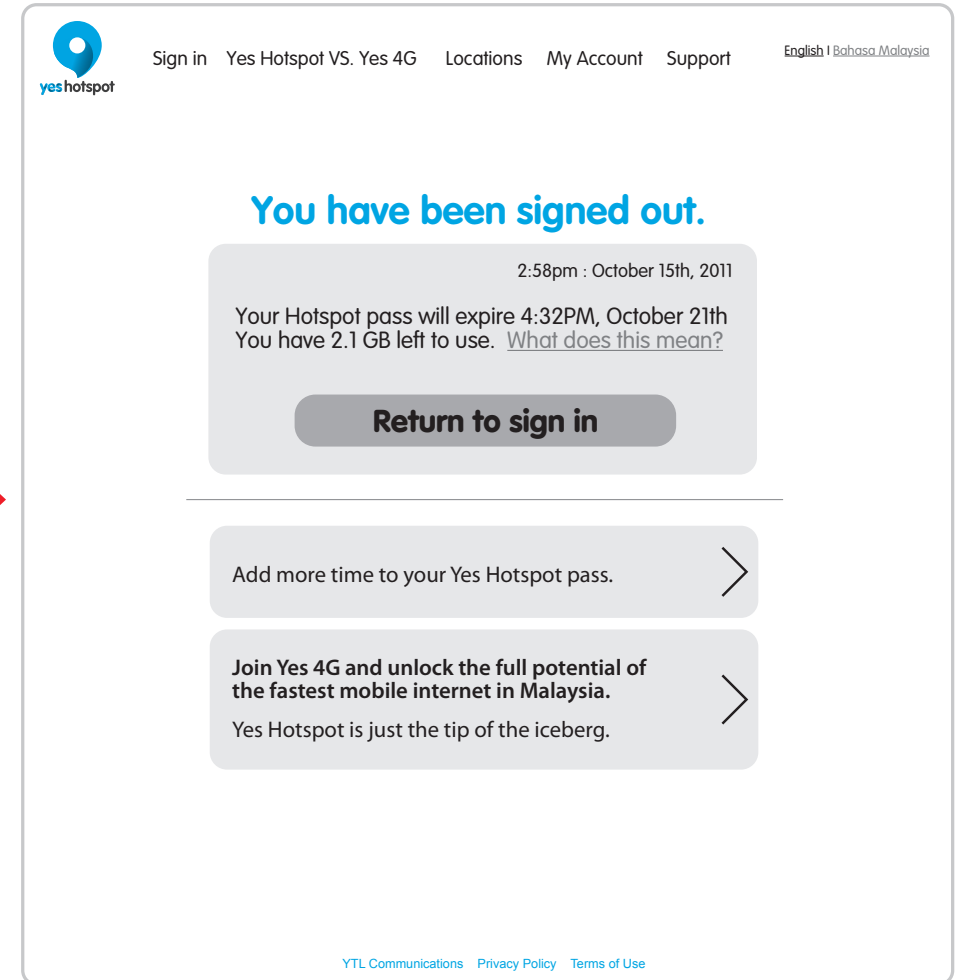 yes hotspot
Sign in Yes Hotspot VS. Yes 4G Locations My Account Support
English I Bahasa Malaysia
You have been signed out.
2:58pm : October 15th, 2011
Your Hotspot pass will expire 4:32PM, October 21th
You have 2.1 GB left to use. What does this mean?
Return to sign in
Add more time to your Yes Hotspot pass.
Join Yes 4G and unlock the full potential of
the fastest mobile internet in Malaysia.
Yes Hotspot is just the tip of the iceberg.
YTL Communications Privacy Policy Terms of Use